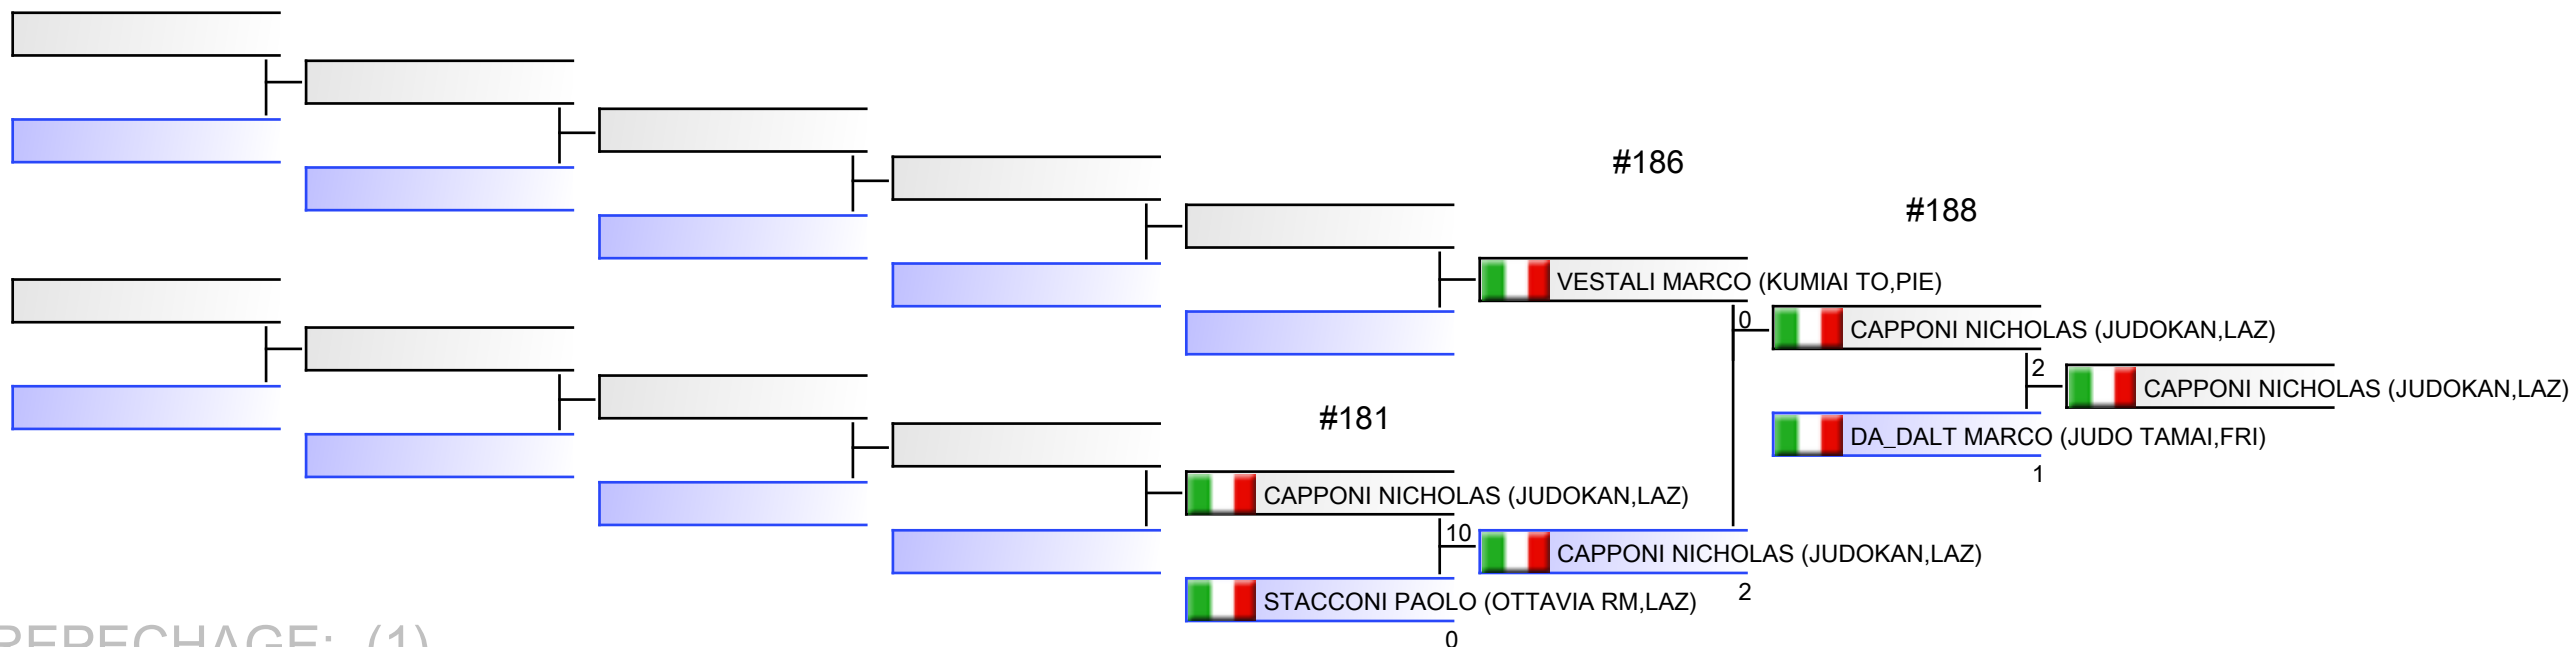 #186
#188
VESTALI MARCO (KUMIAI TO,PIE)
0
CAPPONI NICHOLAS (JUDOKAN,LAZ)
2
CAPPONI NICHOLAS (JUDOKAN,LAZ)
#181
DA_DALT MARCO (JUDO TAMAI,FRI)
1
CAPPONI NICHOLAS (JUDOKAN,LAZ)
10
CAPPONI NICHOLAS (JUDOKAN,LAZ)
2
STACCONI PAOLO (OTTAVIA RM,LAZ)
0
REPECHAGE: (1)